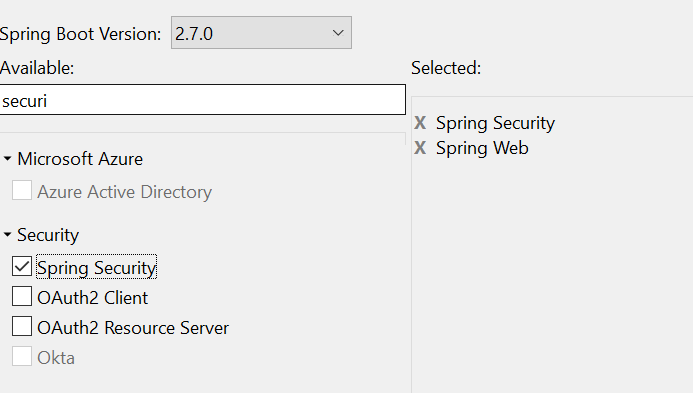 Spring Boot Version: 2.7.0
Available:
securi
Microsoft Azure
Azure Active Directory
Security
Spring Security
OAuth2 Client
OAuth2 Resource Server
Okta
Selected:
X Spring Security
X Spring Web